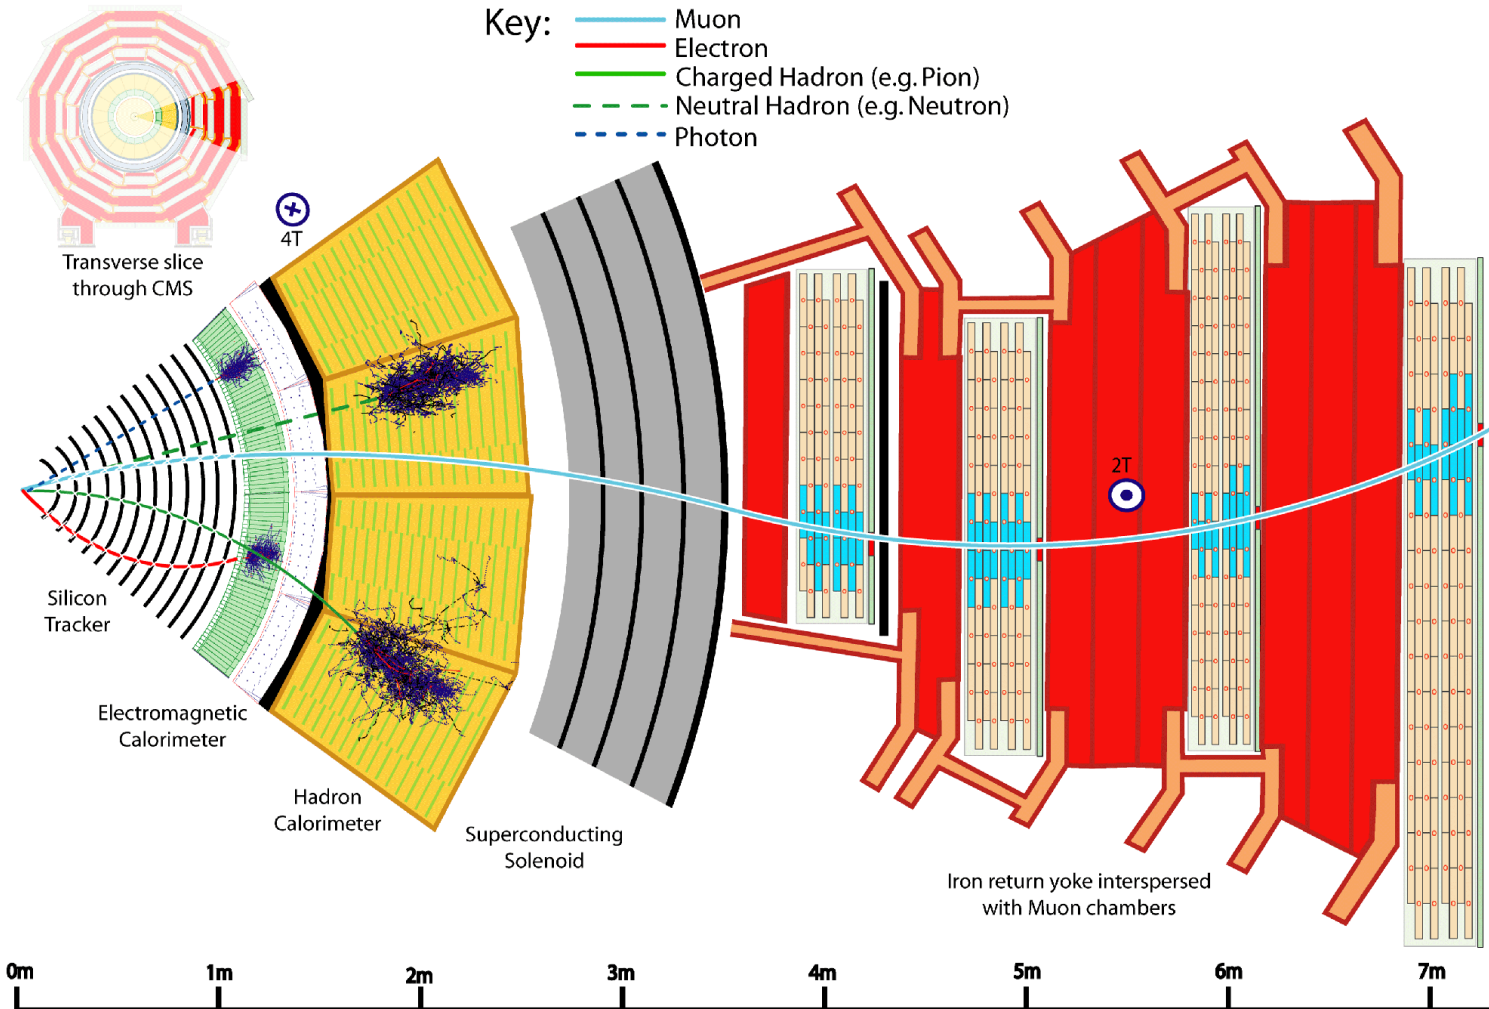 Key:
Muon
Electron
Charged Hadron (e.g. Pion)
Neutral Hadron (e.g. Neutron)
Photon
Transverse slice
through CMS
4T
2T
Silicon
Tracker
Electromagnetic
Calorimeter
Hadron
Calorimeter
Superconducting
Solenoid
Iron return yoke interspersed
with Muon chambers
0m 1m 2m 3m 4m 5m 6m 7m